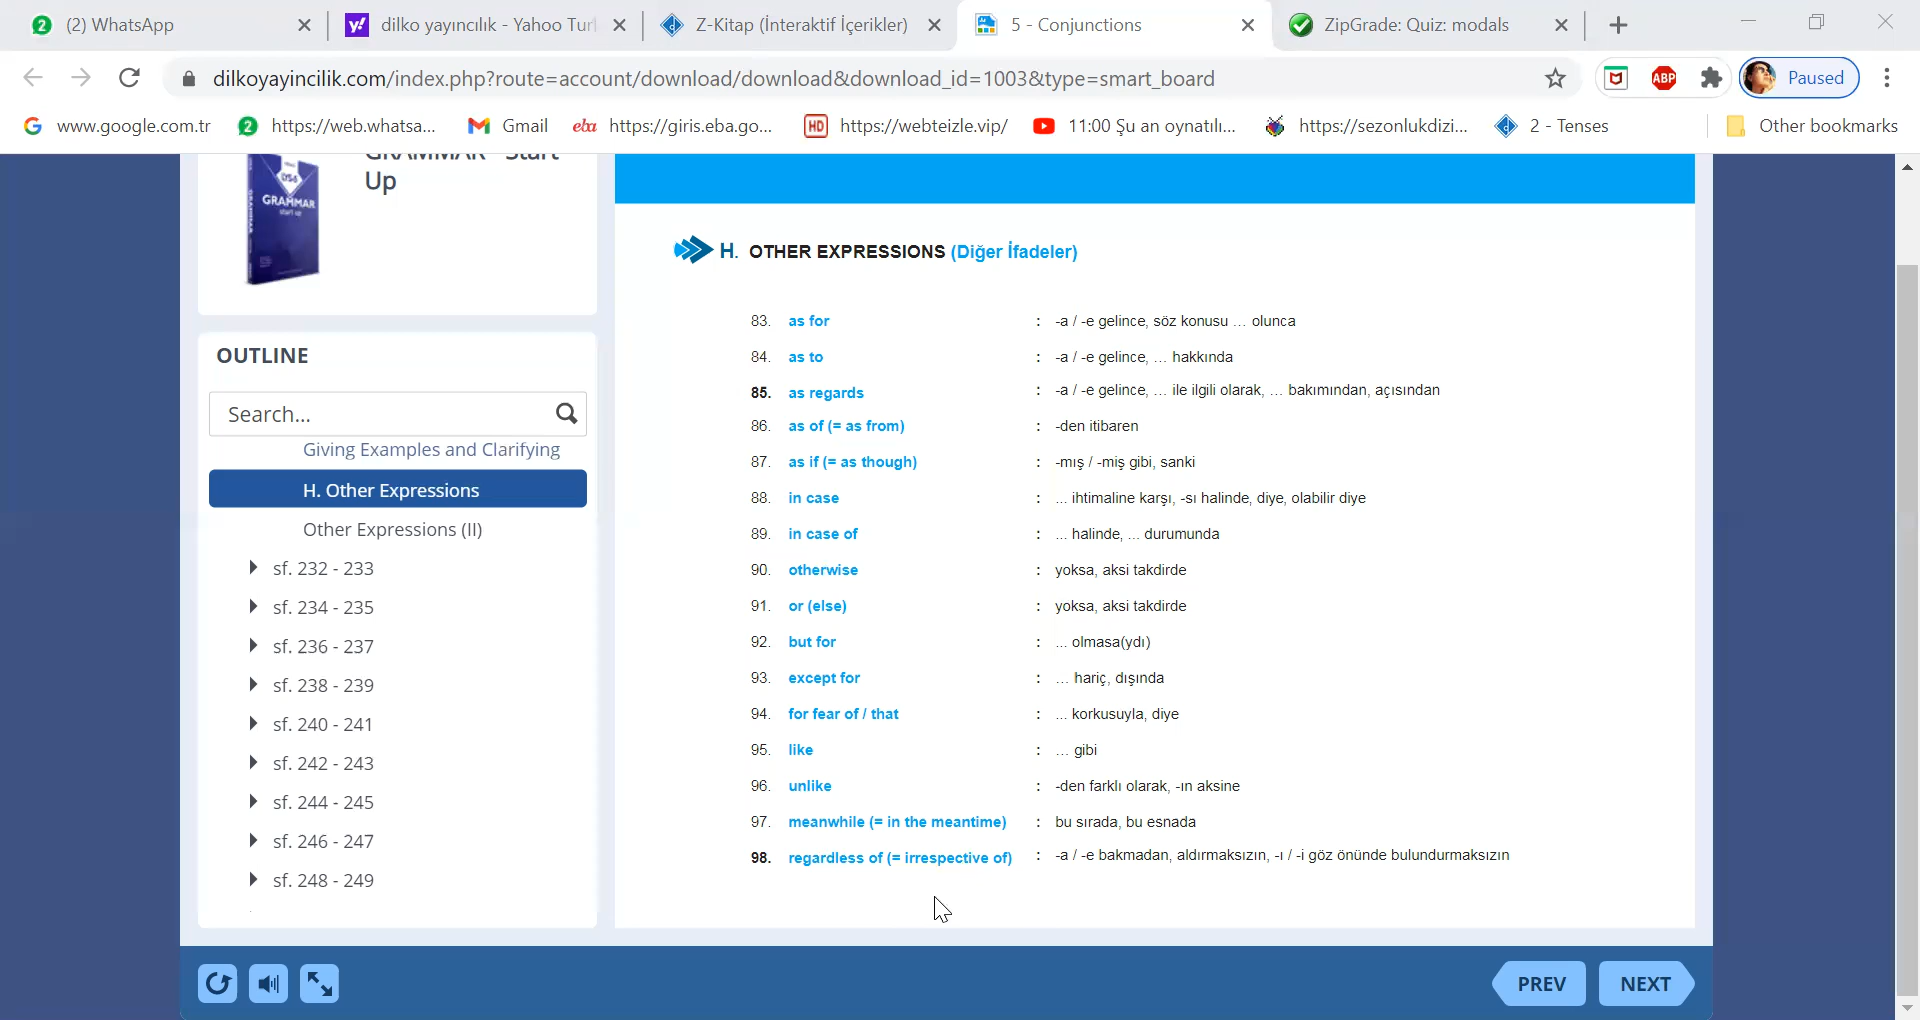 (2) WhatsApp
dilko yayıncılık - Yahoo Turl
Z-Kitap (İnteraktif İçerikler)
5 - Conjunctions
ZipGrade: Quiz: modals
dilkoyayincilik.com/index.php?route=account/download/download&download_id=1003&type=smart_board
ABP
Paused
www.google.com.tr
https://web.whatsa...
Gmail
eba
https://giris.eba.go...
HD
https://webteizle.vip/
11:00 Şu an oynatılı...
https://sezonlukdizi...
2 - Tenses
Other bookmarks
GRAMMAR - Start
Up
GRAMMAR
start up
OUTLINE
Search...
Giving Examples and Clarifying
H. Other Expressions
Other Expressions (II)
sf. 232 - 233
sf. 234 - 235
sf. 236 - 237
sf. 238 - 239
sf. 240 - 241
sf. 242 - 243
sf. 244 - 245
sf. 246 - 247
sf. 248 - 249
H. OTHER EXPRESSIONS (Diğer İfadeler)
83. as for : -a / -e gelince, söz konusu ... olunca
84. as to : -a / -e gelince, ... hakkında
85. as regards : -a / -e gelince, ... ile ilgili olarak, ... bakımından, açısından
86. as of (= as from) : -den itibaren
87. as if (= as though) : -mış / -miş gibi, sanki
88. in case : ... ihtimaline karşı, -sı halinde, diye, olabilir diye
89. in case of : ... halinde, ... durumunda
90. otherwise : yoksa, aksi takdirde
91. or (else) : yoksa, aksi takdirde
92. but for : ... olmasa(ydı)
93. except for : ... hariç, dışında
94. for fear of / that : ... korkusuyla, diye
95. like : ... gibi
96. unlike : -den farklı olarak, -ın aksine
97. meanwhile (= in the meantime) : bu sırada, bu esnada
98. regardless of (= irrespective of) : -a / -e bakmadan, aldırmaksızın, -ı / -i göz önünde bulundurmaksızın
PREV
NEXT